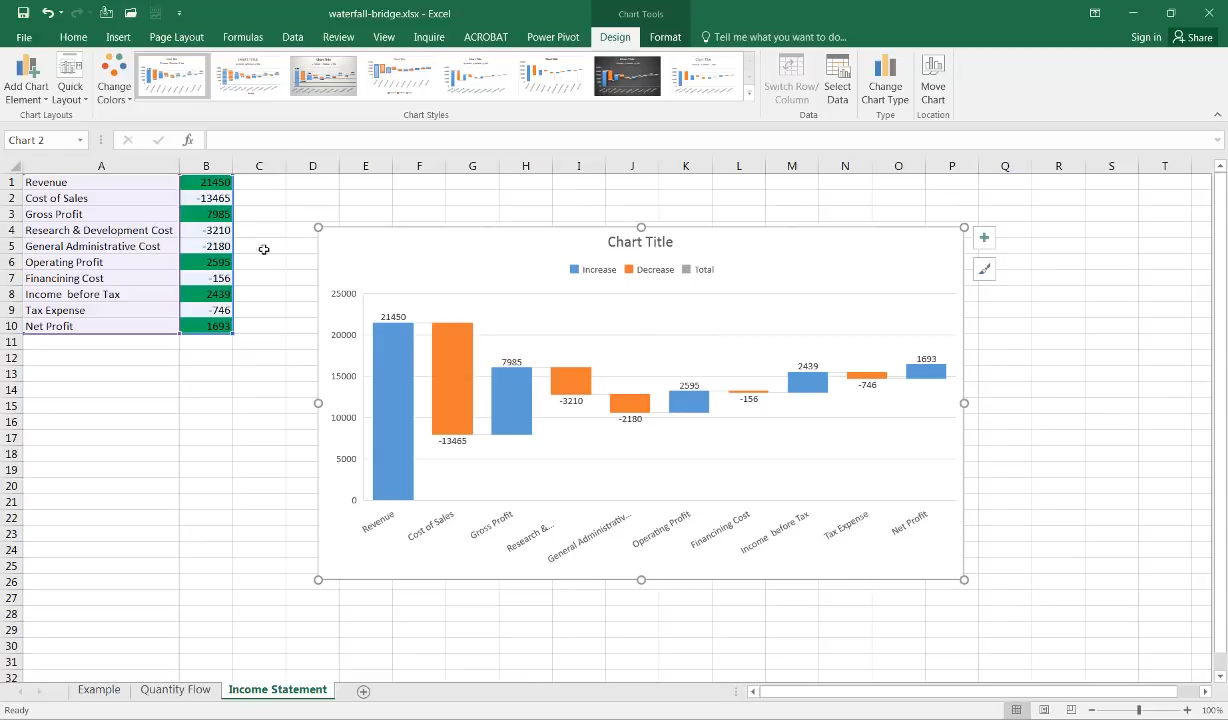 waterfall-bridge.xlsx - Excel
Chart Tools
File Home Insert Page Layout Formulas Data Review View Inquire ACROBAT Power Pivot Design Format Tell me what you want to do... Sign in Share
Add Chart Element
Quick Layout
Change Colors
Switch Row/ Column
Select Data
Change Chart Type
Move Chart
Chart Layouts Chart Styles Data Type Location
Chart 2 fx
A B C D E F G H I J K L M N O P Q R S T
1 Revenue 21450
2 Cost of Sales -13465
3 Gross Profit 7985
4 Research & Development Cost -3210
5 General Administrative Cost -2180
6 Operating Profit 2595
7 Financining Cost -156
8 Income before Tax 2439
9 Tax Expense -746
10 Net Profit 1693
11
12
13
14
15
16
17
18
19
20
21
22
23
24
25
26
27
28
29
30
31
32
Chart Title
Increase Decrease Total
25000
20000
15000
10000
5000
0
21450
-13465
7985
-3210
-2180
2595
-156
2439
-746
1693
Revenue
Cost of Sales
Gross Profit
Research &...
General Administrativ...
Operating Profit
Financining Cost
Income before Tax
Tax Expense
Net Profit
Example Quantity Flow Income Statement
Ready 100%